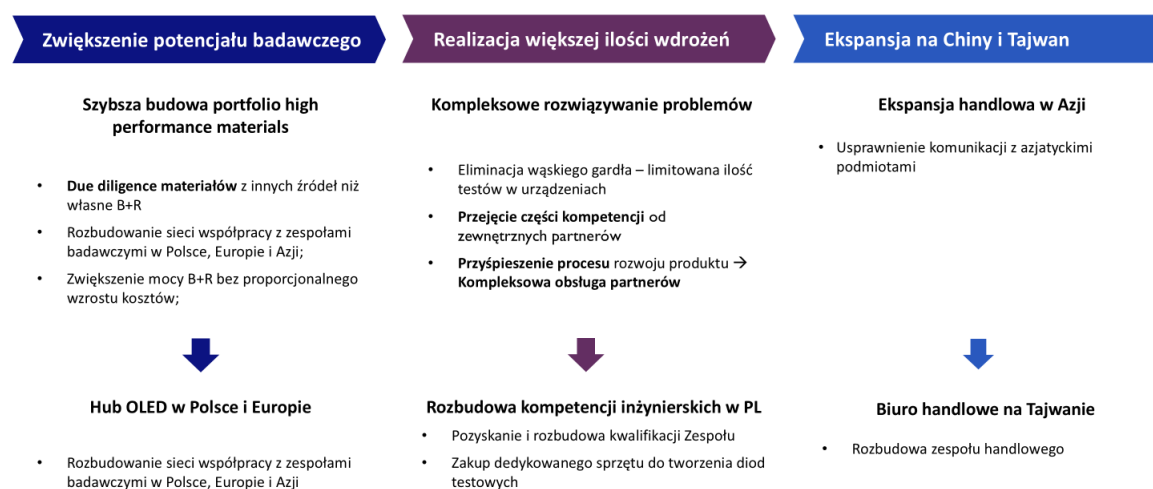 Zwiększenie potencjału badawczego
Szybsza budowa portfolio high
performance materials
• Due diligence materiałów z innych źródeł niż
własne B+R
• Rozbudowanie sieci współpracy z zespołami
badawczymi w Polsce, Europie i Azji;
• Zwiększenie mocy B+R bez proporcjonalnego
wzrostu kosztów;
Hub OLED w Polsce i Europie
• Rozbudowanie sieci współpracy z zespołami
badawczymi w Polsce, Europie i Azji
Realizacja większej ilości wdrożeń
Kompleksowe rozwiązywanie problemów
• Eliminacja wąskiego gardła – limitowana ilość
testów w urządzeniach
• Przejęcie części kompetencji od
zewnętrznych partnerów
• Przyśpieszenie procesu rozwoju produktu →
Kompleksowa obsługa partnerów
Rozbudowa kompetencji inżynierskich w PL
• Pozyskanie i rozbudowa kwalifikacji Zespołu
• Zakup dedykowanego sprzętu do tworzenia diod
testowych
Ekspansja na Chiny i Tajwan
Ekspansja handlowa w Azji
• Usprawnienie komunikacji z azjatyckimi
podmiotami
Biuro handlowe na Tajwanie
• Rozbudowa zespołu handlowego